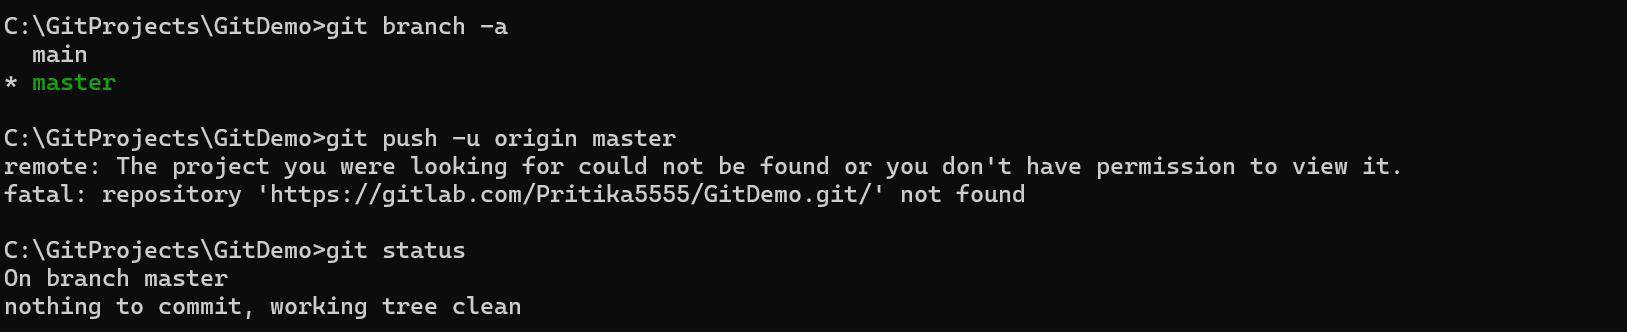 C:\GitProjects\GitDemo>git branch -a
  main
* master
C:\GitProjects\GitDemo>git push -u origin master
remote: The project you were looking for could not be found or you don't have permission to view it.
fatal: repository 'https://gitlab.com/Pritika5555/GitDemo.git/' not found
C:\GitProjects\GitDemo>git status
On branch master
nothing to commit, working tree clean